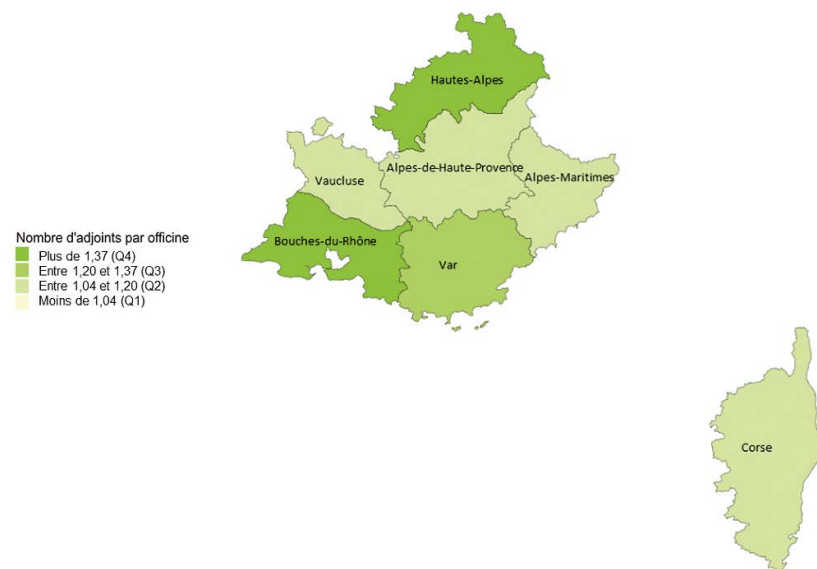 Hautes-Alpes
Alpes-de-Haute-Provence
Vaucluse
Alpes-Maritimes
Bouches-du-Rhône
Var
Nombre d'adjoints par officine
Plus de 1,37 (Q4)
Entre 1,20 et 1,37 (Q3)
Entre 1,04 et 1,20 (Q2)
Moins de 1,04 (Q1)
Corse